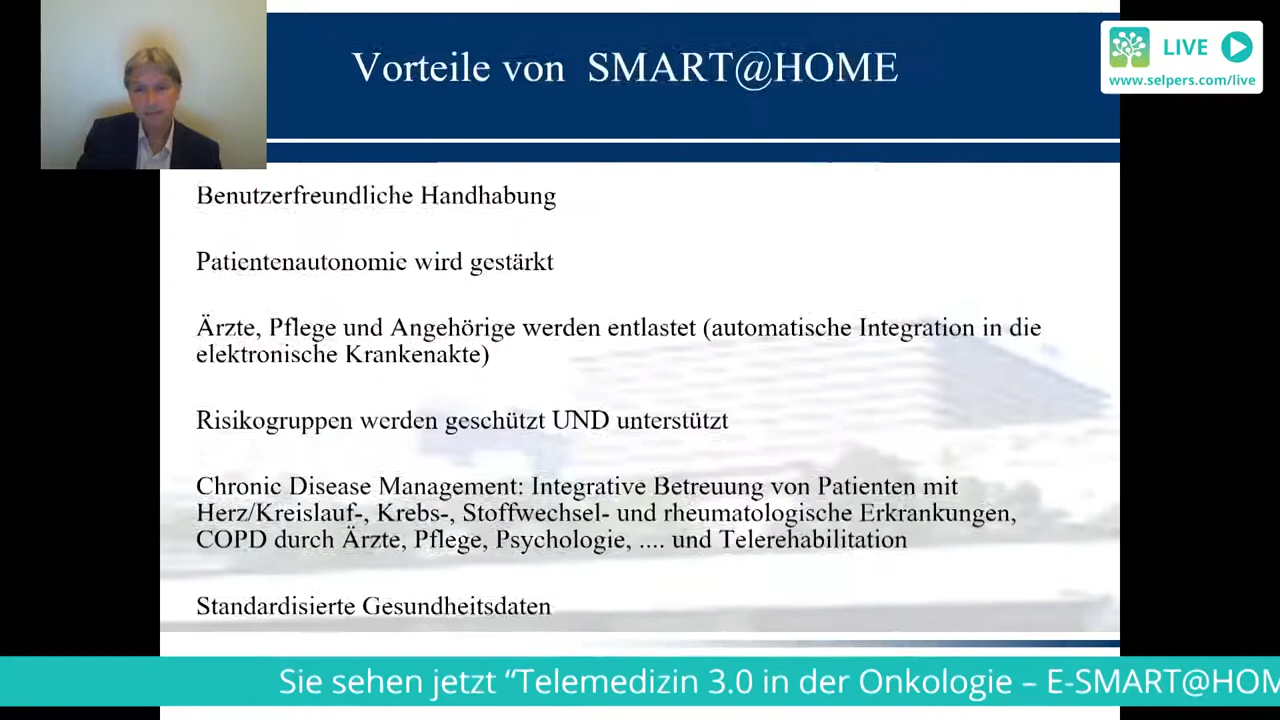 Vorteile von SMART@HOME
LIVE
www.selpers.com/live
Benutzerfreundliche Handhabung
Patientenautonomie wird gestärkt
Ärzte, Pflege und Angehörige werden entlastet (automatische Integration in die
elektronische Krankenakte)
Risikogruppen werden geschützt UND unterstützt
Chronic Disease Management: Integrative Betreuung von Patienten mit
Herz/Kreislauf-, Krebs-, Stoffwechsel- und rheumatologische Erkrankungen,
COPD durch Ärzte, Pflege, Psychologie, .... und Telerehabilitation
Standardisierte Gesundheitsdaten
Sie sehen jetzt “Telemedizin 3.0 in der Onkologie – E-SMART@HOM